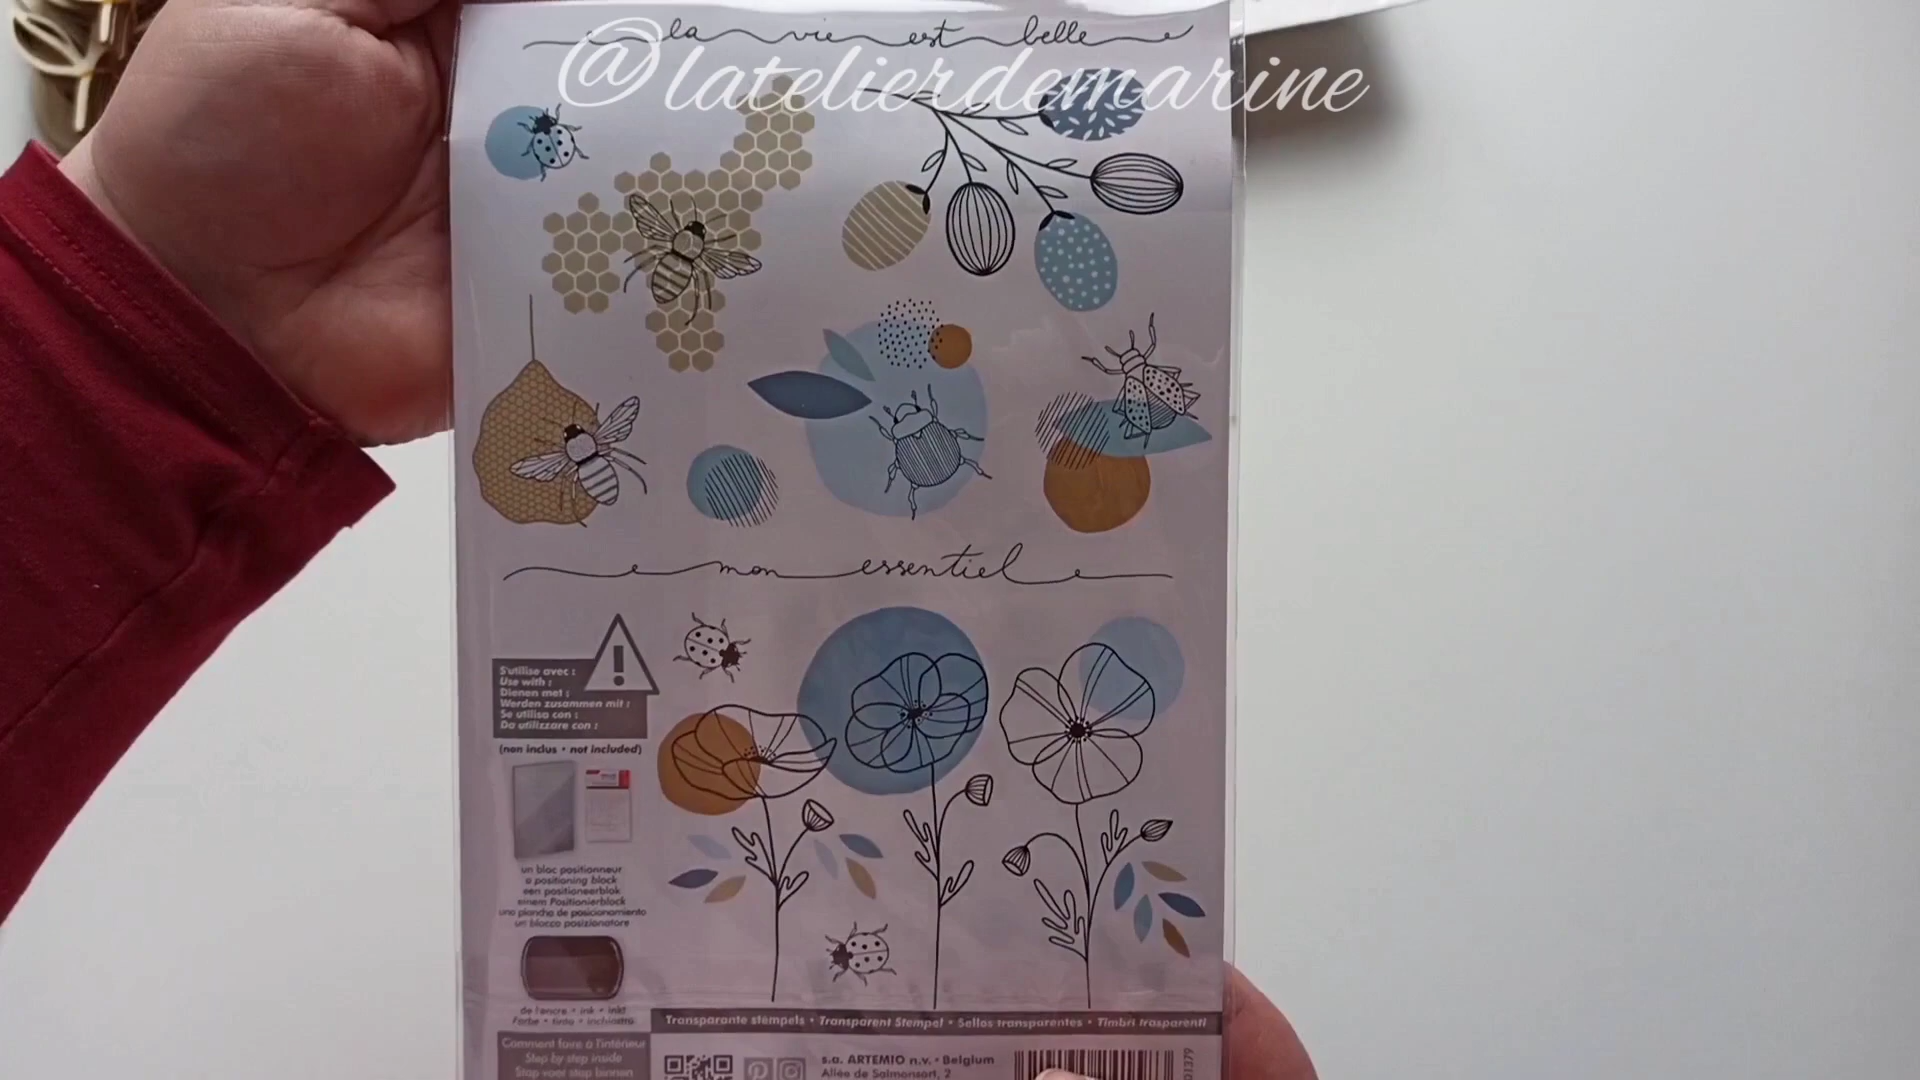 la vie est belle
@latelierdemarine
mon essentiel
S'utilise avec :
Use with :
Dienen met :
Werden zusammen mit :
Se utilisa con :
Da utilizzare con :
(non inclus • not included)
un bloc positionneur
a positioning block
een positioneerblok
einem Positionierblock
una plancha de posicionamiento
un blocco posizionatore
de l'encre • ink • inkt
Farbe • tinta • inchiostro
Transparante stempels • Transparent Stempel • Sellos transparentes • Timbri trasparenti
Comment faire à l'intérieur
Step by step inside
Stap voor stap binnen
s.a. ARTEMIO n.v. • Belgium
Allée de Salmonsart, 2